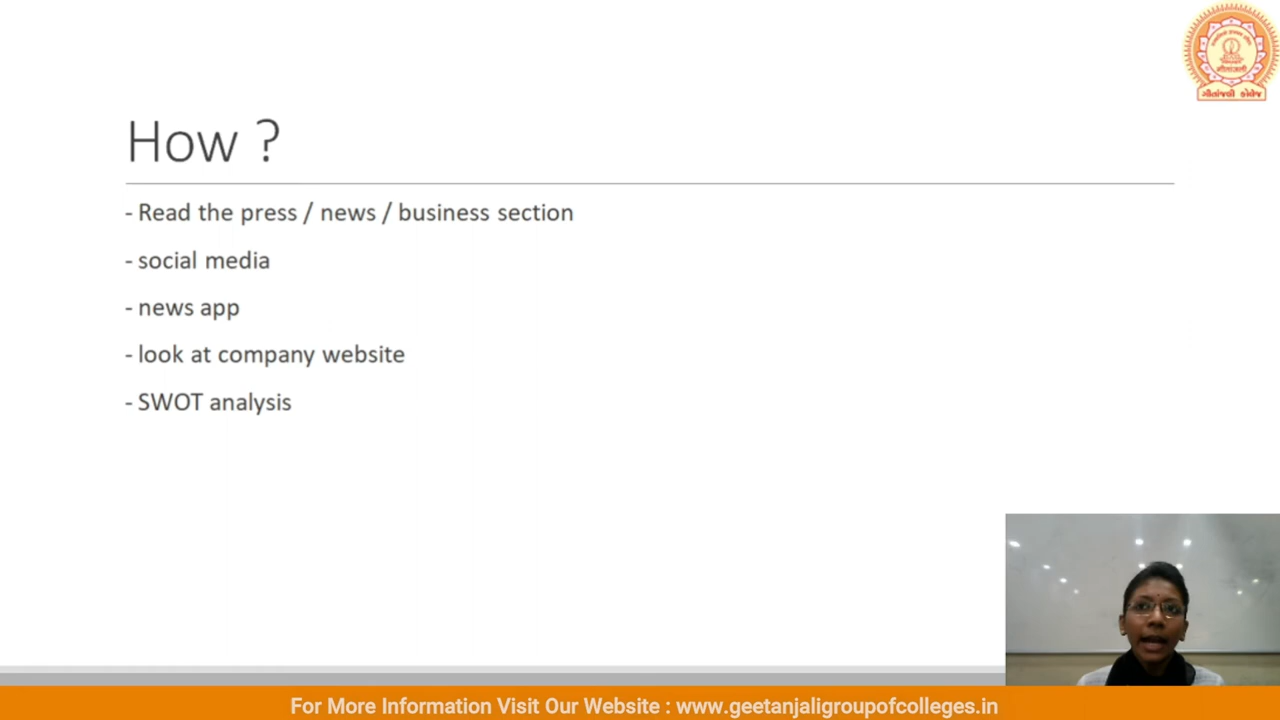 ગીતાંજલી કોલેજ
How ?
- Read the press / news / business section
- social media
- news app
- look at company website
- SWOT analysis
For More Information Visit Our Website : www.geetanjaligroupofcolleges.in